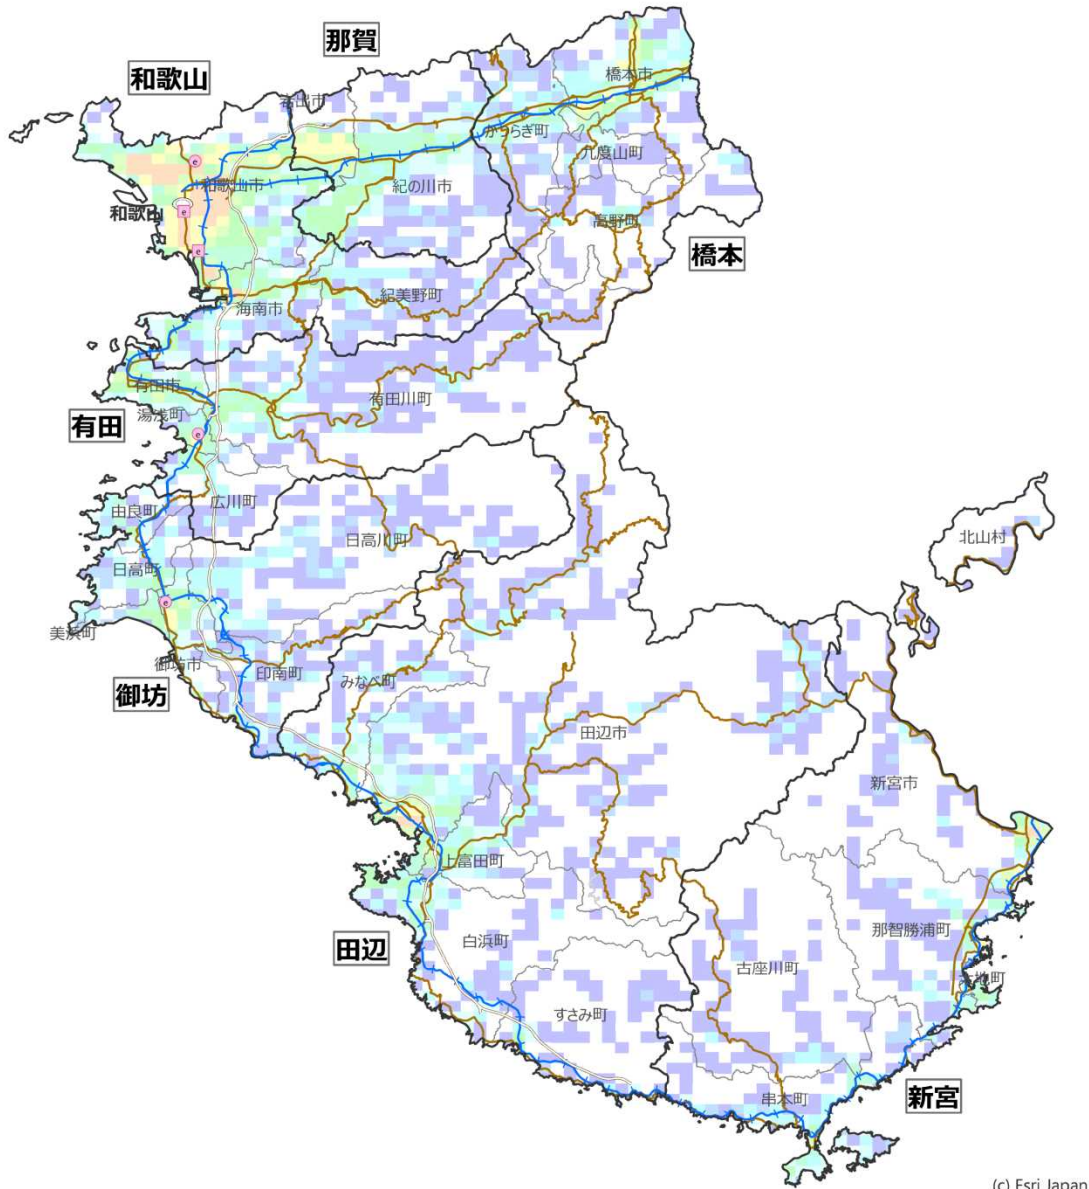 那賀
和歌山
橋本市
岩出市
かつらぎ町
九度山町
和歌山市
紀の川市
和歌山
高野町
橋本
紀美野町
海南市
有田市
有田川町
湯浅町
有田
広川町
由良町
日高川町
北山村
日高町
美浜町
御坊市
印南町
みなべ町
御坊
田辺市
新宮市
上富田町
那智勝浦町
白浜町
田辺
古座川町
太地町
すさみ町
串本町
新宮
(c) Esri Japan